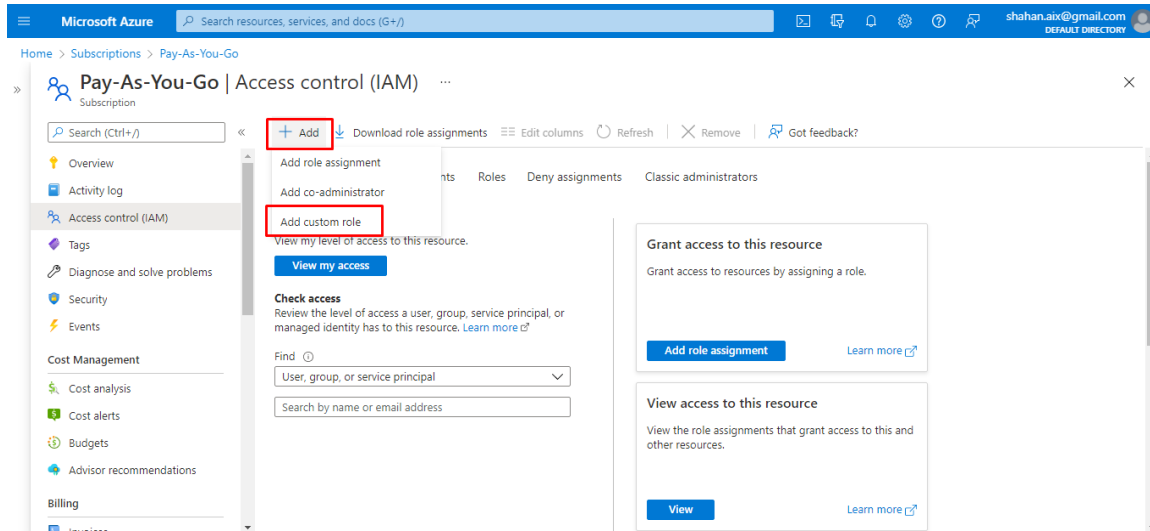 Microsoft Azure
Search resources, services, and docs (G+/)
shahan.aix@gmail.com
DEFAULT DIRECTORY
Home > Subscriptions > Pay-As-You-Go
Pay-As-You-Go | Access control (IAM) ...
Subscription
Search (Ctrl+/)
Add
Download role assignments
Edit columns
Refresh
Remove
Got feedback?
Overview
Activity log
Access control (IAM)
Tags
Diagnose and solve problems
Security
Events
Cost Management
Cost analysis
Cost alerts
Budgets
Advisor recommendations
Billing
Add role assignment
Add co-administrator
Add custom role
Roles
Deny assignments
Classic administrators
View my level of access to this resource.
View my access
Check access
Review the level of access a user, group, service principal, or
managed identity has to this resource. Learn more
Find
User, group, or service principal
Search by name or email address
Grant access to this resource
Grant access to resources by assigning a role.
Add role assignment
Learn more
View access to this resource
View the role assignments that grant access to this and
other resources.
View
Learn more